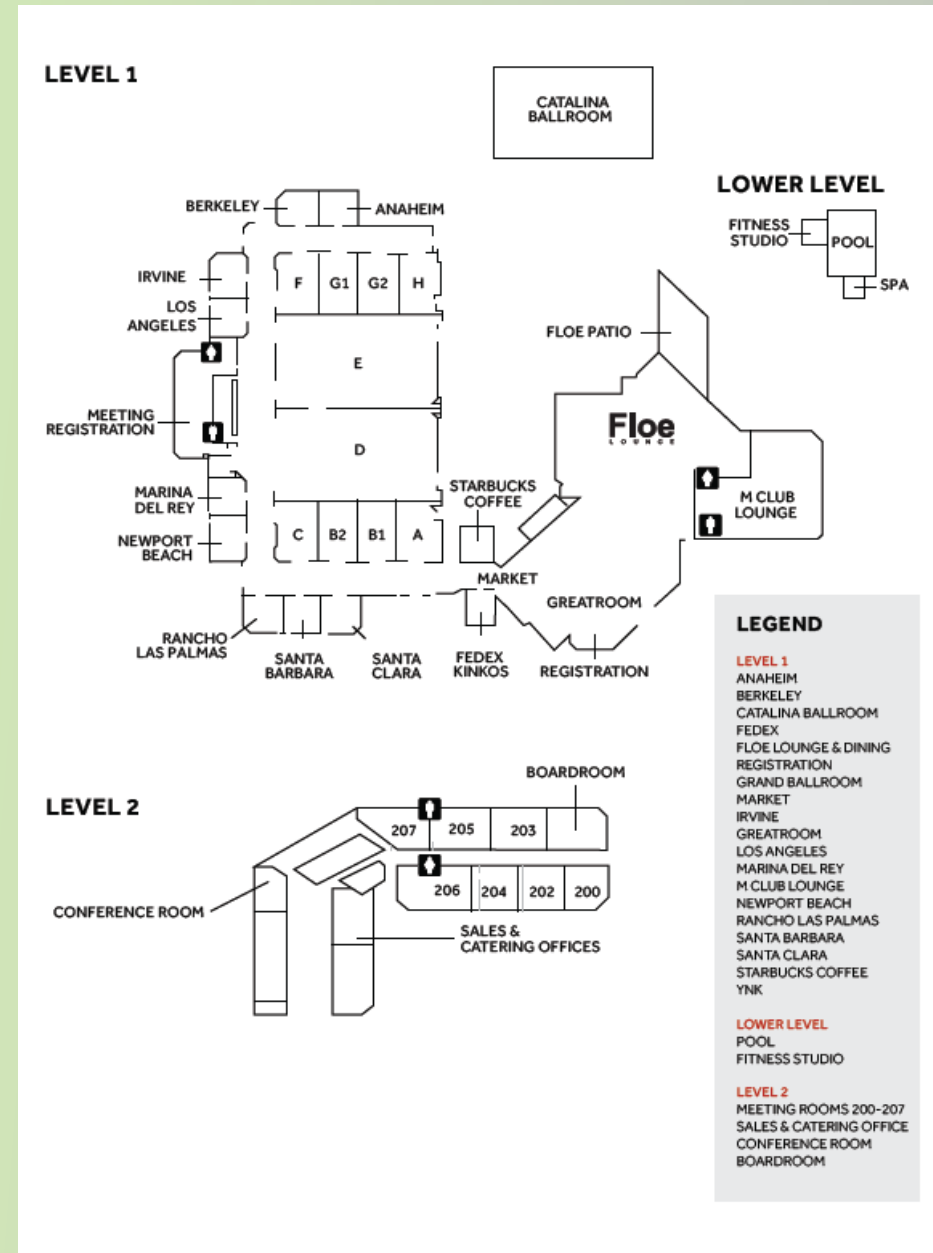 LEVEL 1
CATALINA
BALLROOM
LOWER LEVEL
FITNESS
STUDIO
POOL
SPA
BERKELEY
ANAHEIM
IRVINE
LOS
ANGELES
F
G1
G2
H
FLOE PATIO
E
MEETING
REGISTRATION
Floe
LOUNGE
D
MARINA
DEL REY
STARBUCKS
COFFEE
M CLUB
LOUNGE
NEWPORT
BEACH
C
B2
B1
A
MARKET
GREATROOM
RANCHO
LAS PALMAS
SANTA
BARBARA
SANTA
CLARA
FEDEX
KINKOS
REGISTRATION
LEVEL 2
BOARDROOM
207
205
203
206
204
202
200
CONFERENCE ROOM
SALES &
CATERING OFFICES
LEGEND
LEVEL 1
ANAHEIM
BERKELEY
CATALINA BALLROOM
FEDEX
FLOE LOUNGE & DINING
REGISTRATION
GRAND BALLROOM
MARKET
IRVINE
GREATROOM
LOS ANGELES
MARINA DEL REY
M CLUB LOUNGE
NEWPORT BEACH
RANCHO LAS PALMAS
SANTA BARBARA
SANTA CLARA
STARBUCKS COFFEE
YNK
LOWER LEVEL
POOL
FITNESS STUDIO
LEVEL 2
MEETING ROOMS 200-207
SALES & CATERING OFFICE
CONFERENCE ROOM
BOARDROOM